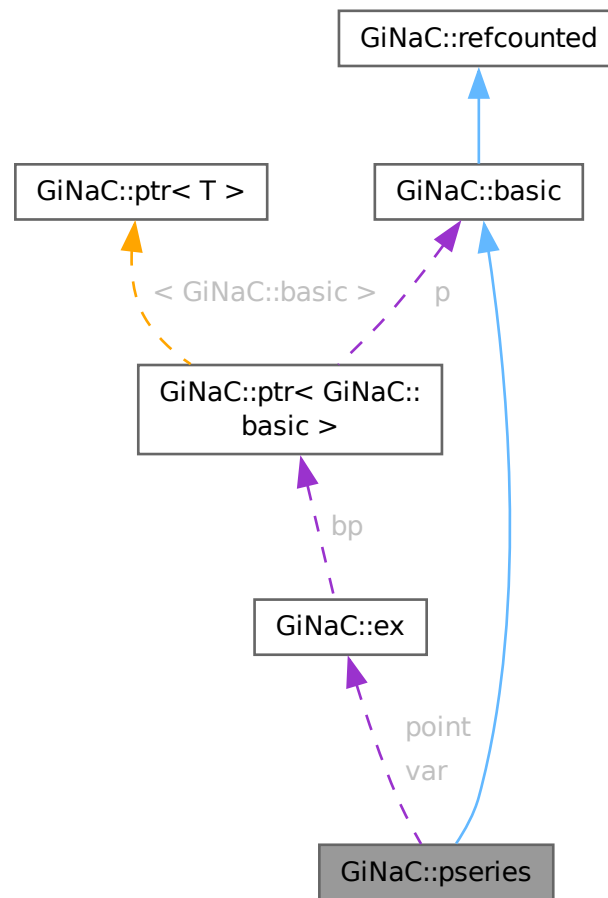 GiNaC::refcounted
GiNaC::ptr< T >
GiNaC::basic
< GiNaC::basic >
p
GiNaC::ptr< GiNaC::
basic >
bp
GiNaC::ex
point
var
GiNaC::pseries